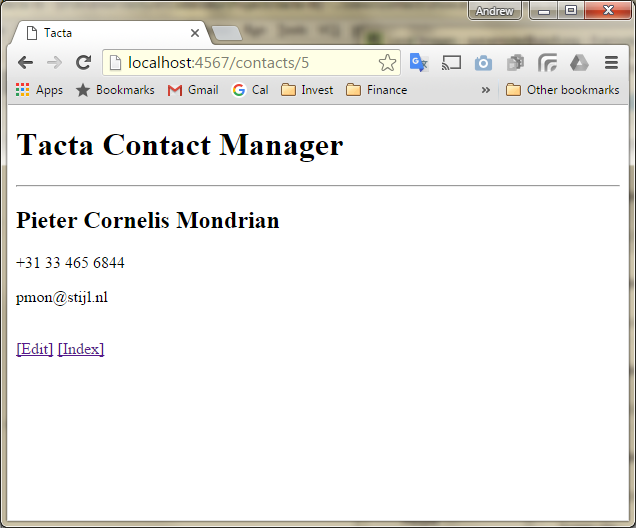 Andrew
Tacta
localhost:4567/contacts/5
Apps Bookmarks Gmail Cal Invest Finance » Other bookmarks
Tacta Contact Manager
Pieter Cornelis Mondrian
+31 33 465 6844
pmon@stijl.nl
[Edit] [Index]